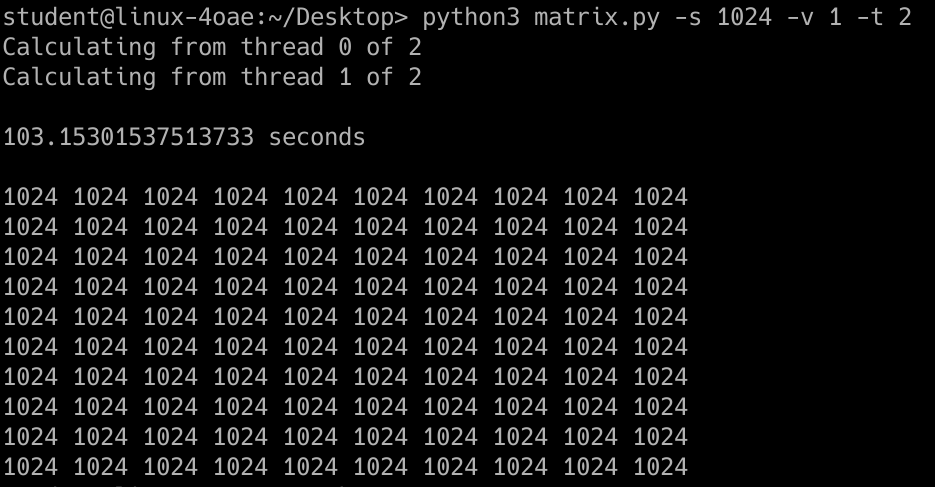 student@linux-4oae:~/Desktop> python3 matrix.py -s 1024 -v 1 -t 2
Calculating from thread 0 of 2
Calculating from thread 1 of 2
103.15301537513733 seconds
1024 1024 1024 1024 1024 1024 1024 1024 1024 1024
1024 1024 1024 1024 1024 1024 1024 1024 1024 1024
1024 1024 1024 1024 1024 1024 1024 1024 1024 1024
1024 1024 1024 1024 1024 1024 1024 1024 1024 1024
1024 1024 1024 1024 1024 1024 1024 1024 1024 1024
1024 1024 1024 1024 1024 1024 1024 1024 1024 1024
1024 1024 1024 1024 1024 1024 1024 1024 1024 1024
1024 1024 1024 1024 1024 1024 1024 1024 1024 1024
1024 1024 1024 1024 1024 1024 1024 1024 1024 1024
1024 1024 1024 1024 1024 1024 1024 1024 1024 1024